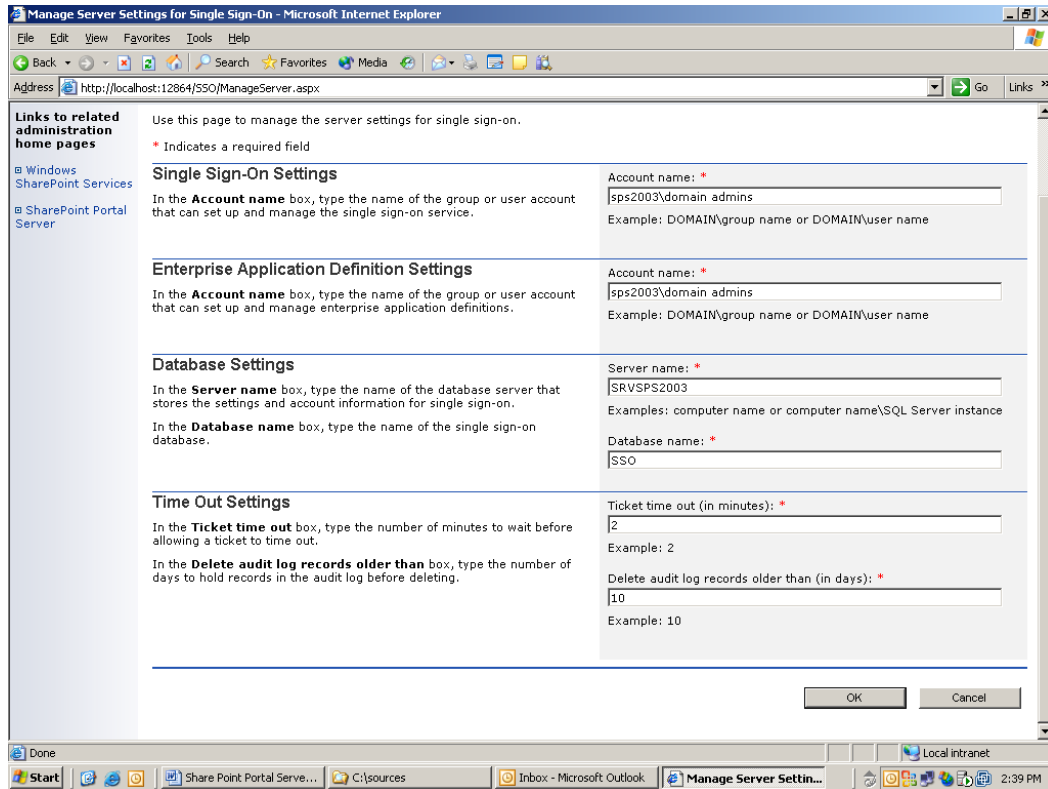 Manage Server Settings for Single Sign-On - Microsoft Internet Explorer
File Edit View Favorites Tools Help
Back Search Favorites Media
Address http://localhost:12864/SSO/ManageServer.aspx Go Links »
Links to related
administration
home pages
Windows
SharePoint Services
SharePoint Portal
Server
Use this page to manage the server settings for single sign-on.
* Indicates a required field
Single Sign-On Settings
In the Account name box, type the name of the group or user account
that can set up and manage the single sign-on service.
Account name: *
sps2003\domain admins
Example: DOMAIN\group name or DOMAIN\user name
Enterprise Application Definition Settings
In the Account name box, type the name of the group or user account
that can set up and manage enterprise application definitions.
Account name: *
sps2003\domain admins
Example: DOMAIN\group name or DOMAIN\user name
Database Settings
In the Server name box, type the name of the database server that
stores the settings and account information for single sign-on.
In the Database name box, type the name of the single sign-on
database.
Server name: *
SRVSPS2003
Examples: computer name or computer name\SQL Server instance
Database name: *
SSO
Time Out Settings
In the Ticket time out box, type the number of minutes to wait before
allowing a ticket to time out.
In the Delete audit log records older than box, type the number of
days to hold records in the audit log before deleting.
Ticket time out (in minutes): *
2
Example: 2
Delete audit log records older than (in days): *
10
Example: 10
OK Cancel
Done Local intranet
Start Share Point Portal Serve... C:\sources Inbox - Microsoft Outlook Manage Server Settin... 2:39 PM